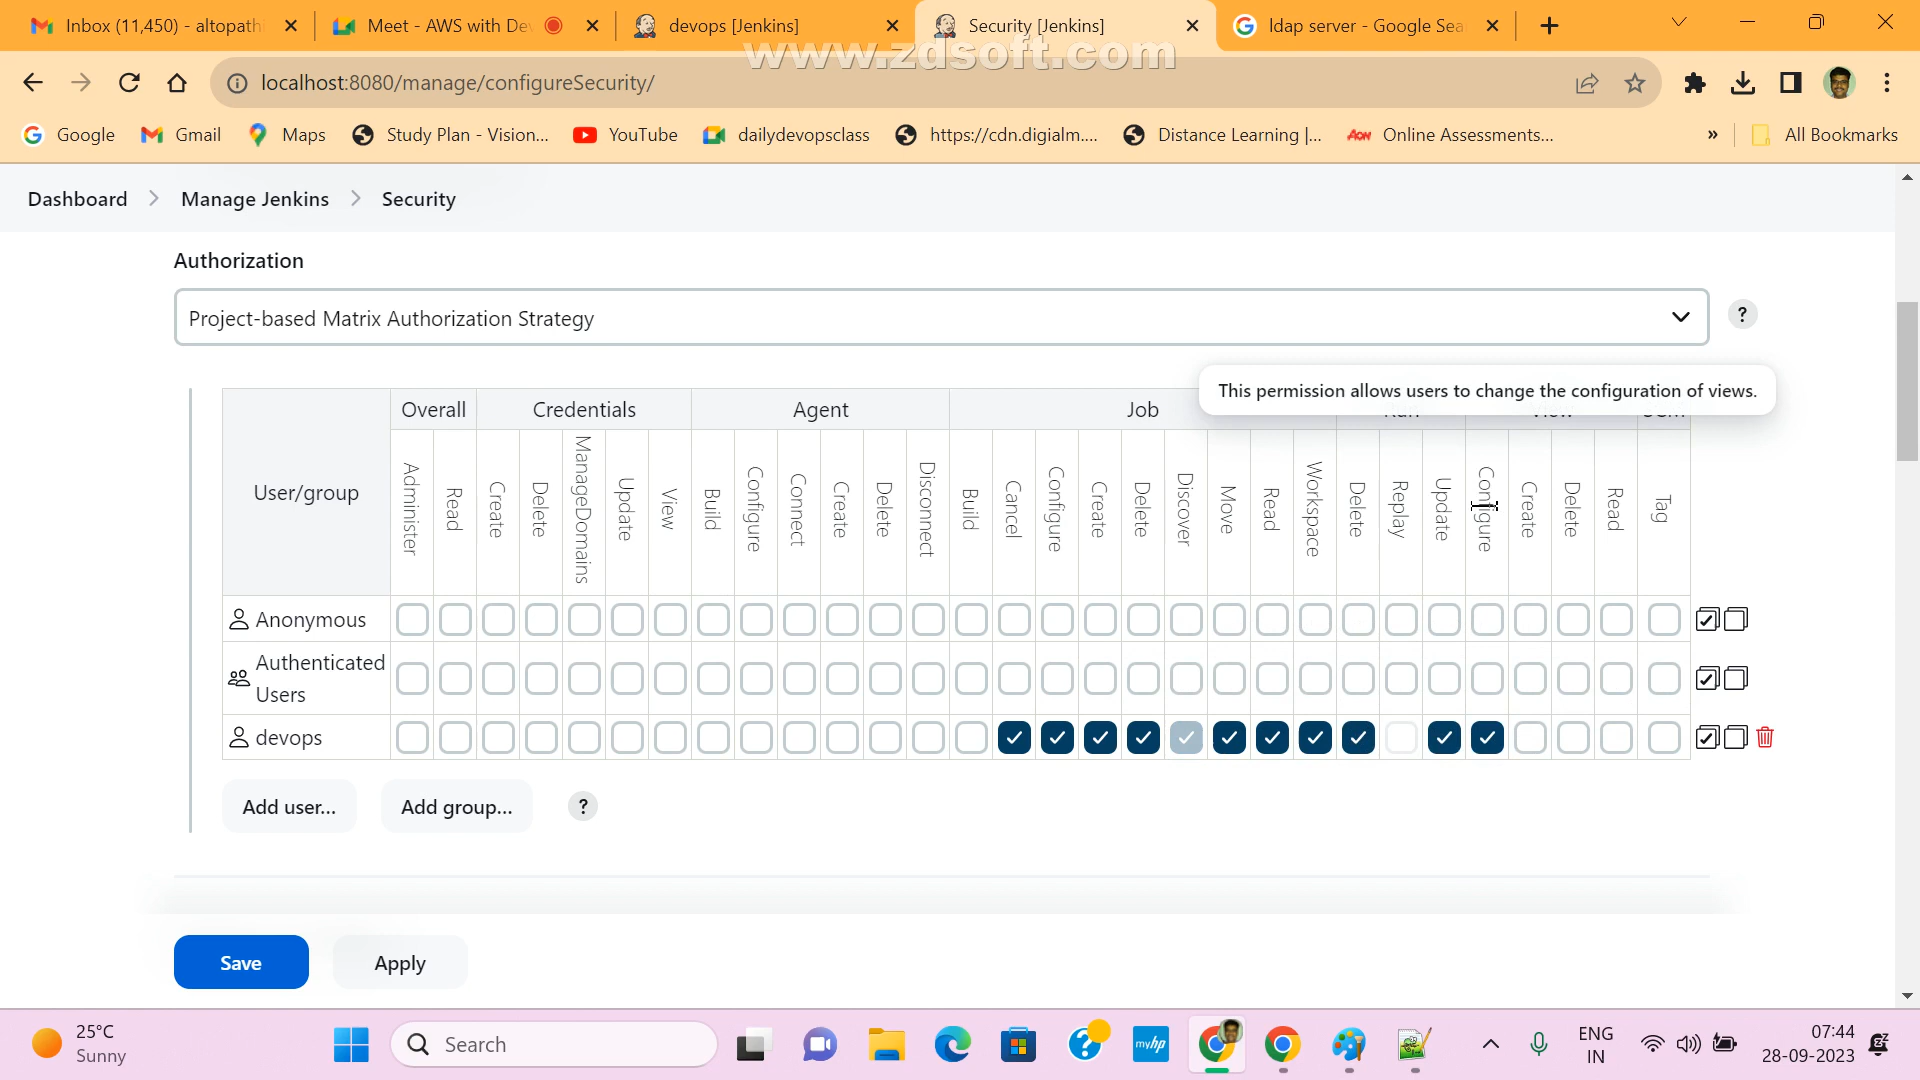 Inbox (11,450) - altopath
Meet - AWS with De
devops [Jenkins]
Security [Jenkins]
ldap server - Google Sea
www.zdsoft.com
localhost:8080/manage/configureSecurity/
Google
Gmail
Maps
Study Plan - Vision...
YouTube
dailydevopsclass
https://cdn.digialm....
Distance Learning |...
Aon
Online Assessments...
»
All Bookmarks
Dashboard
Manage Jenkins
Security
Authorization
Project-based Matrix Authorization Strategy
?
This permission allows users to change the configuration of views.
User/group
Overall
Credentials
Agent
Job
Administer
Read
Create
Delete
ManageDomains
Update
View
Build
Configure
Connect
Create
Delete
Disconnect
Build
Cancel
Configure
Create
Delete
Discover
Move
Read
Workspace
Delete
Replay
Update
Configure
Create
Delete
Read
Tag
Anonymous
Authenticated
Users
devops
Add user...
Add group...
?
Save
Apply
25°C
Sunny
Search
myhp
ENG
IN
07:44
28-09-2023